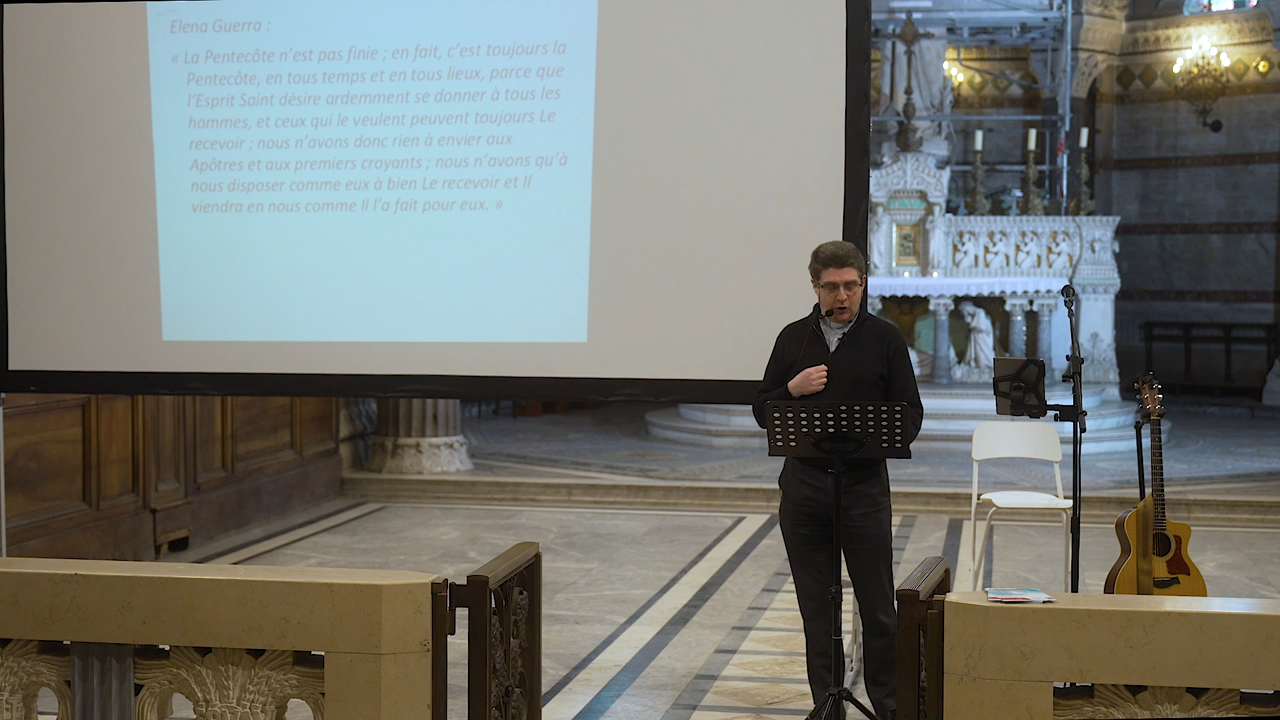 Elena Guerra :
« La Pentecôte n’est pas finie ; en fait, c’est toujours la
Pentecôte, en tous temps et en tous lieux, parce que
l’Esprit Saint désire ardemment se donner à tous les
hommes, et ceux qui le veulent peuvent toujours Le
recevoir ; nous n’avons donc rien à envier aux
Apôtres et aux premiers croyants ; nous n’avons qu’à
nous disposer comme eux à bien Le recevoir et Il
viendra en nous comme Il l’a fait pour eux. »